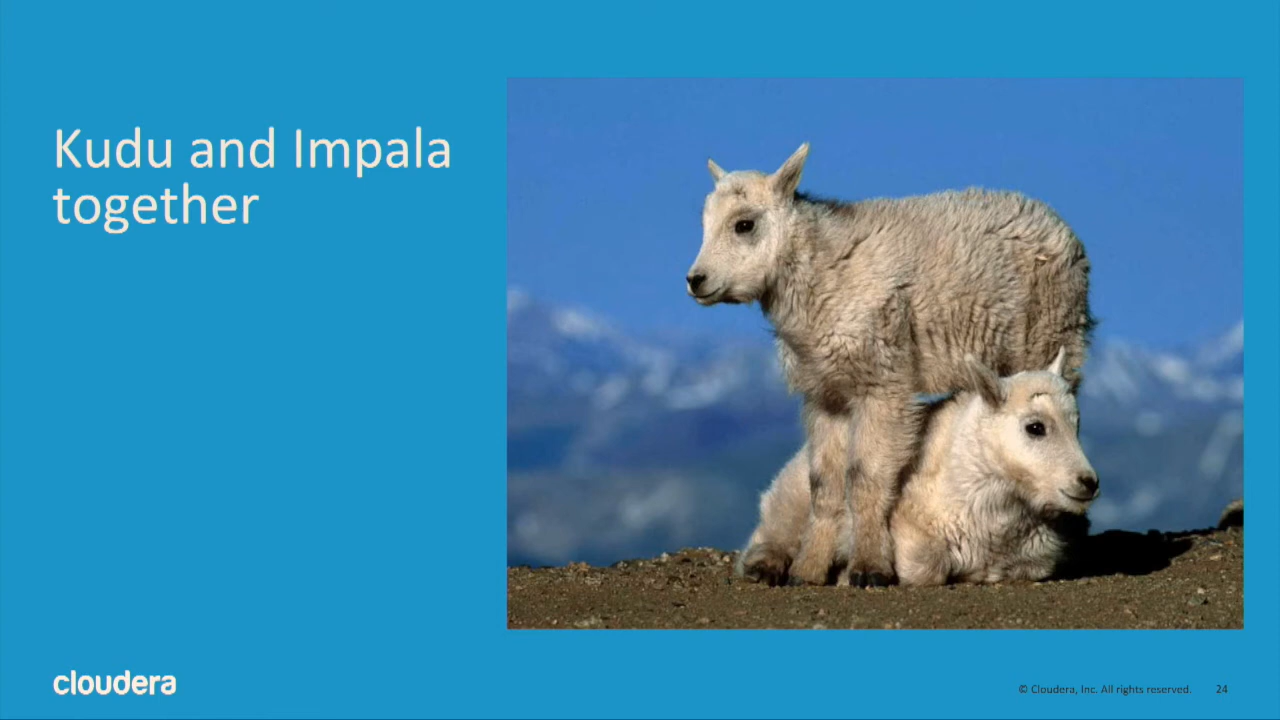 Kudu and Impala
together
cloudera
© Cloudera, Inc. All rights reserved.
24